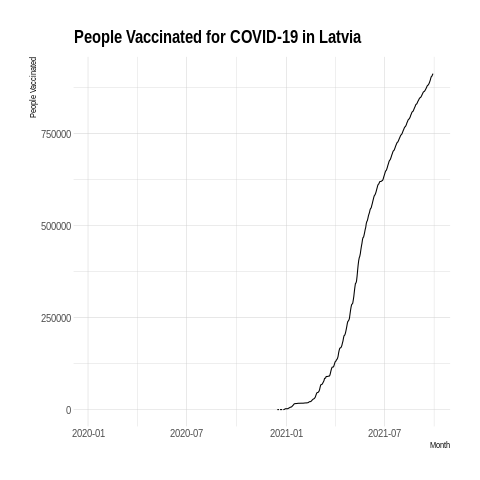 People Vaccinated for COVID-19 in Latvia
People Vaccinated
750000
500000
250000
0
2020-01
2020-07
2021-01
2021-07
Month